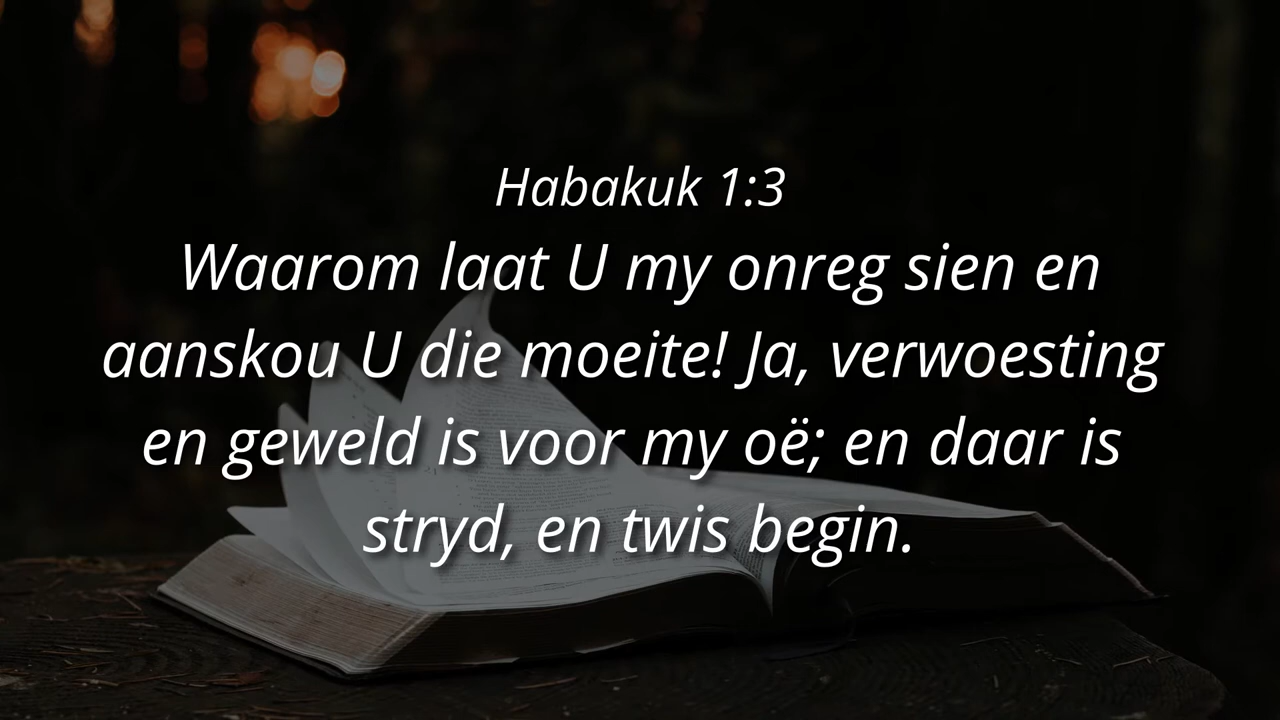 Habakuk 1:3
Waarom laat U my onreg sien en
aanskou U die moeite! Ja, verwoesting
en geweld is voor my oë; en daar is
stryd, en twis begin.